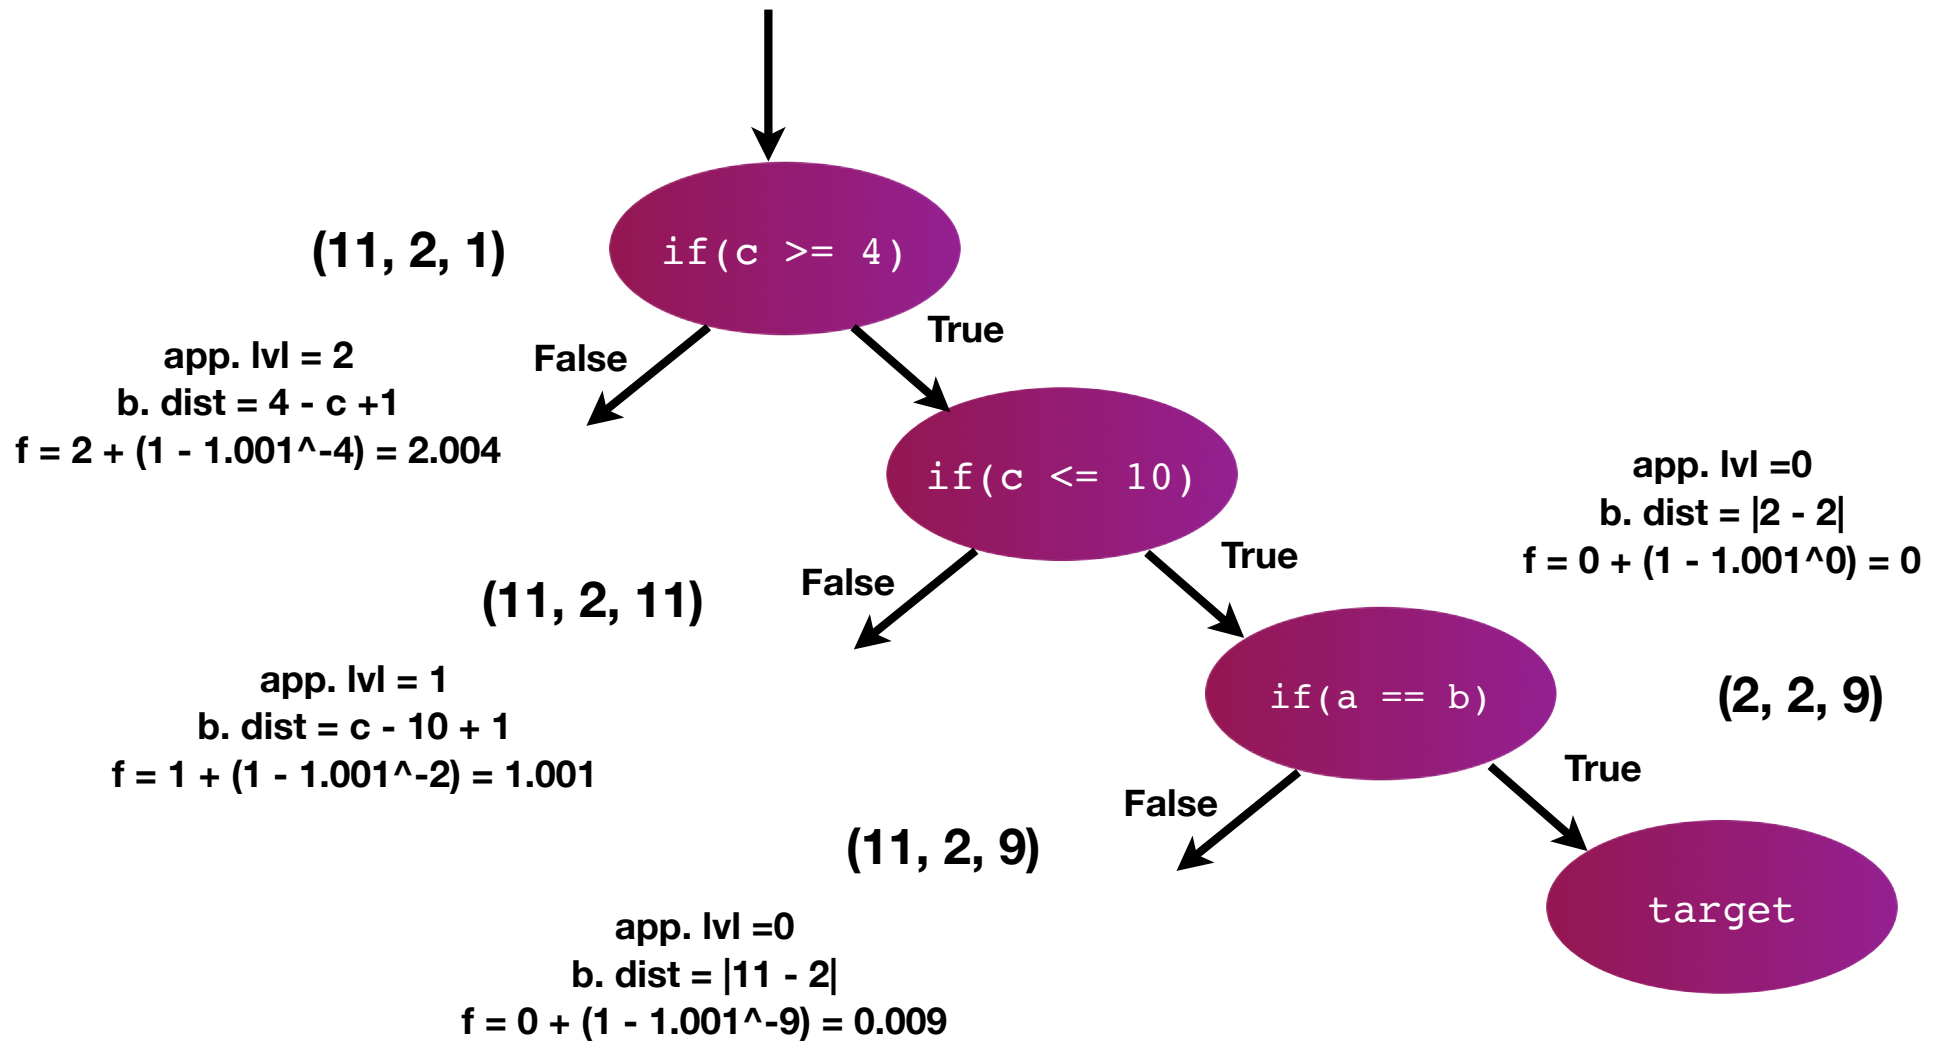 (11, 2, 1)
if(c >= 4)
app. lvl = 2
b. dist = 4 - c +1
f = 2 + (1 - 1.001^-4) = 2.004
False
True
if(c <= 10)
(11, 2, 11)
app. lvl = 1
b. dist = c - 10 + 1
f = 1 + (1 - 1.001^-2) = 1.001
False
True
app. lvl =0
b. dist = |2 - 2|
f = 0 + (1 - 1.001^0) = 0
if(a == b)
(2, 2, 9)
False
True
(11, 2, 9)
app. lvl =0
b. dist = |11 - 2|
f = 0 + (1 - 1.001^-9) = 0.009
target